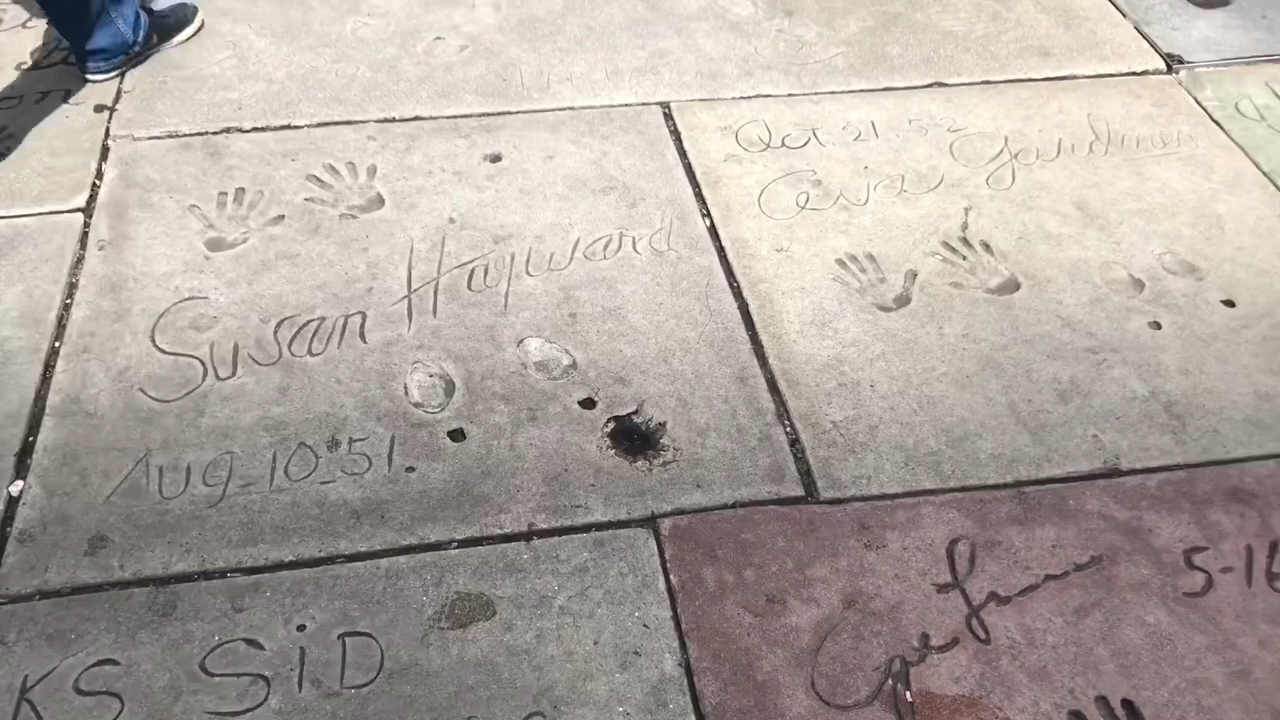 Susan Hayward
Aug-10-51.
Oct. 21. 52
Ava Gardner
KS SiD
5-16